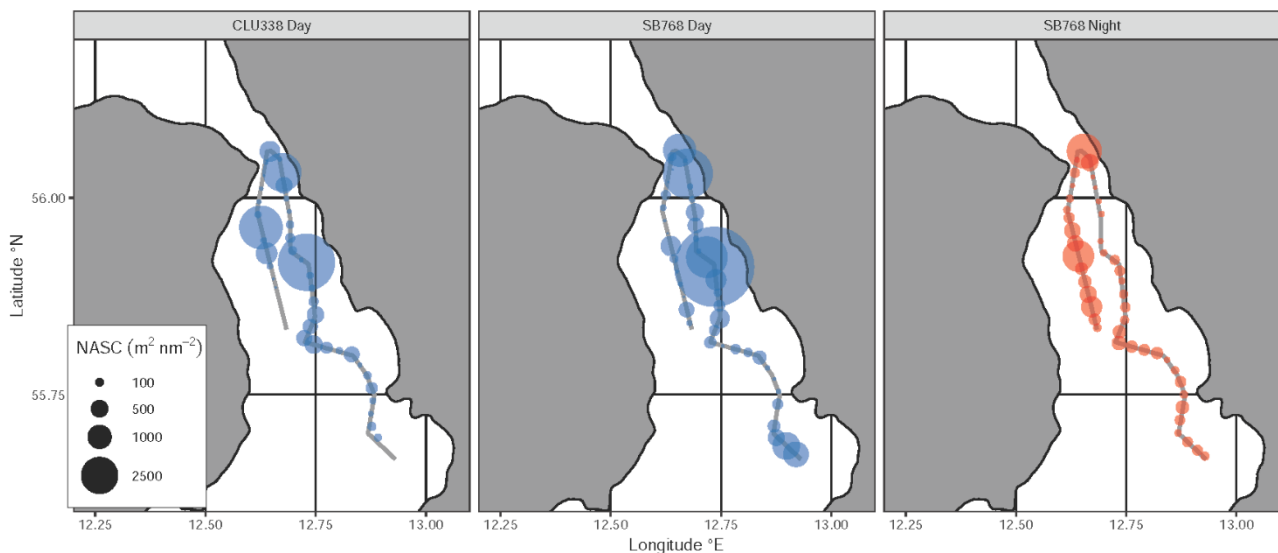 CLU338 Day
SB768 Day
SB768 Night
Latitude °N
56.00
55.75
NASC (m² nm⁻²)
100
500
1000
2500
12.25 12.50 12.75 13.00
12.25 12.50 12.75 13.00
12.25 12.50 12.75 13.00
Longitude °E